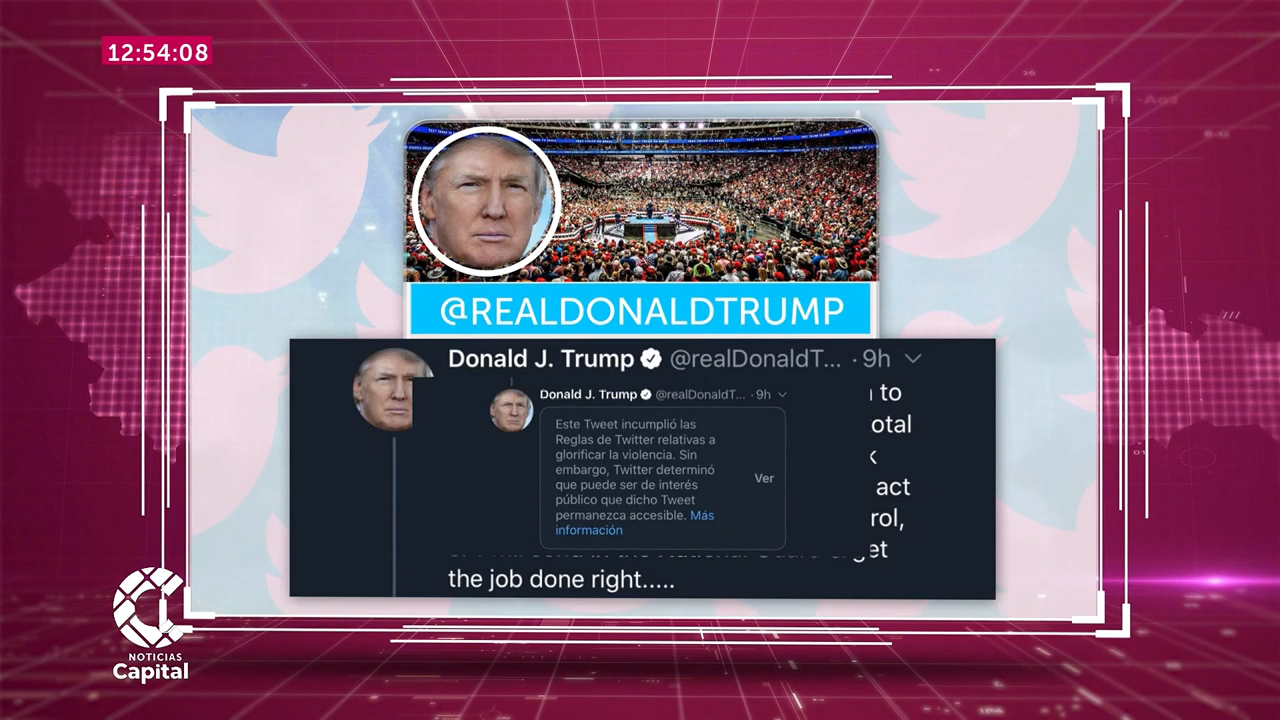 12:54:08
@REALDONALDTRUMP
Donald J. Trump @realDonaldT... · 9h
Donald J. Trump @realDonaldT... · 9h
to
otal
Este Tweet incumplió las
Reglas de Twitter relativas a
glorificar la violencia. Sin
embargo, Twitter determinó
que puede ser de interés
público que dicho Tweet
permanezca accesible. Más
información
Ver
act
rol,
get
the job done right.....
NOTICIAS
Capital